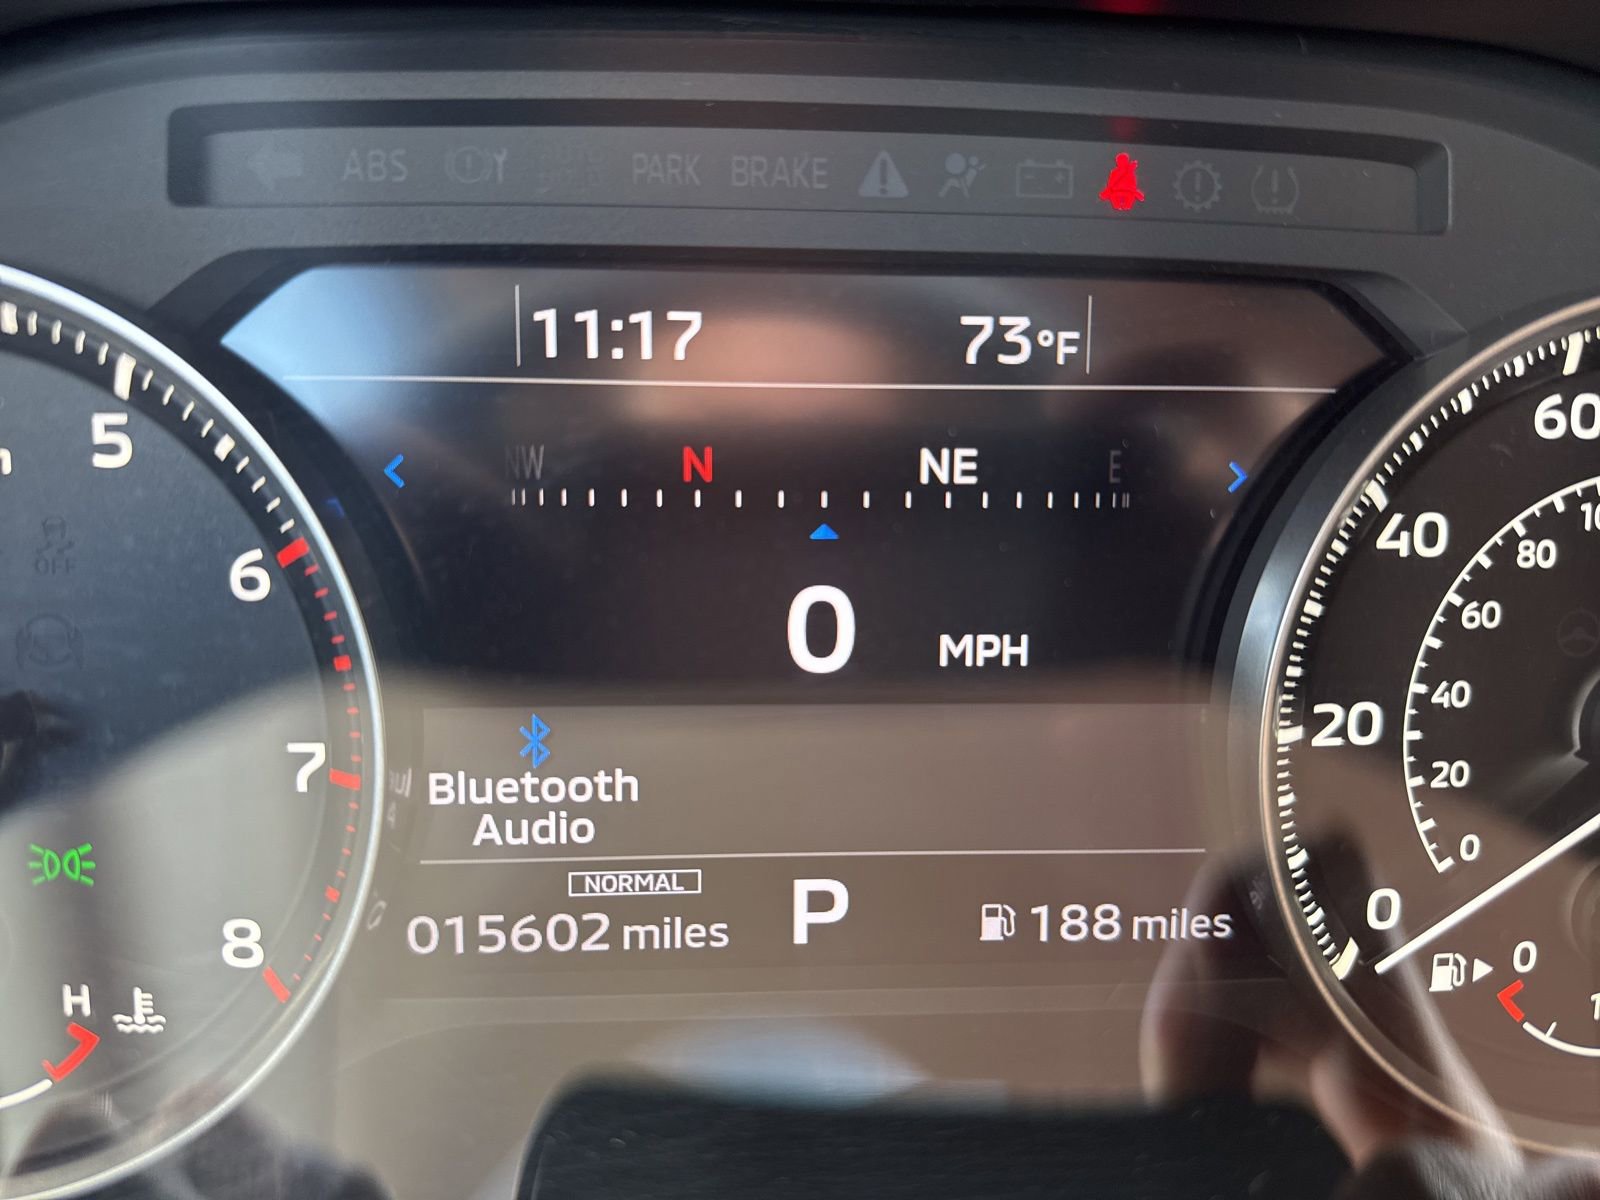 ABS PARK BRAKE
11:17 73°F
NW N NE E
0 MPH
Bluetooth
Audio
NORMAL
015602 miles P 188 miles
5
6
7
8
H
OFF
60
40
20
0
80
60
40
20
0
0